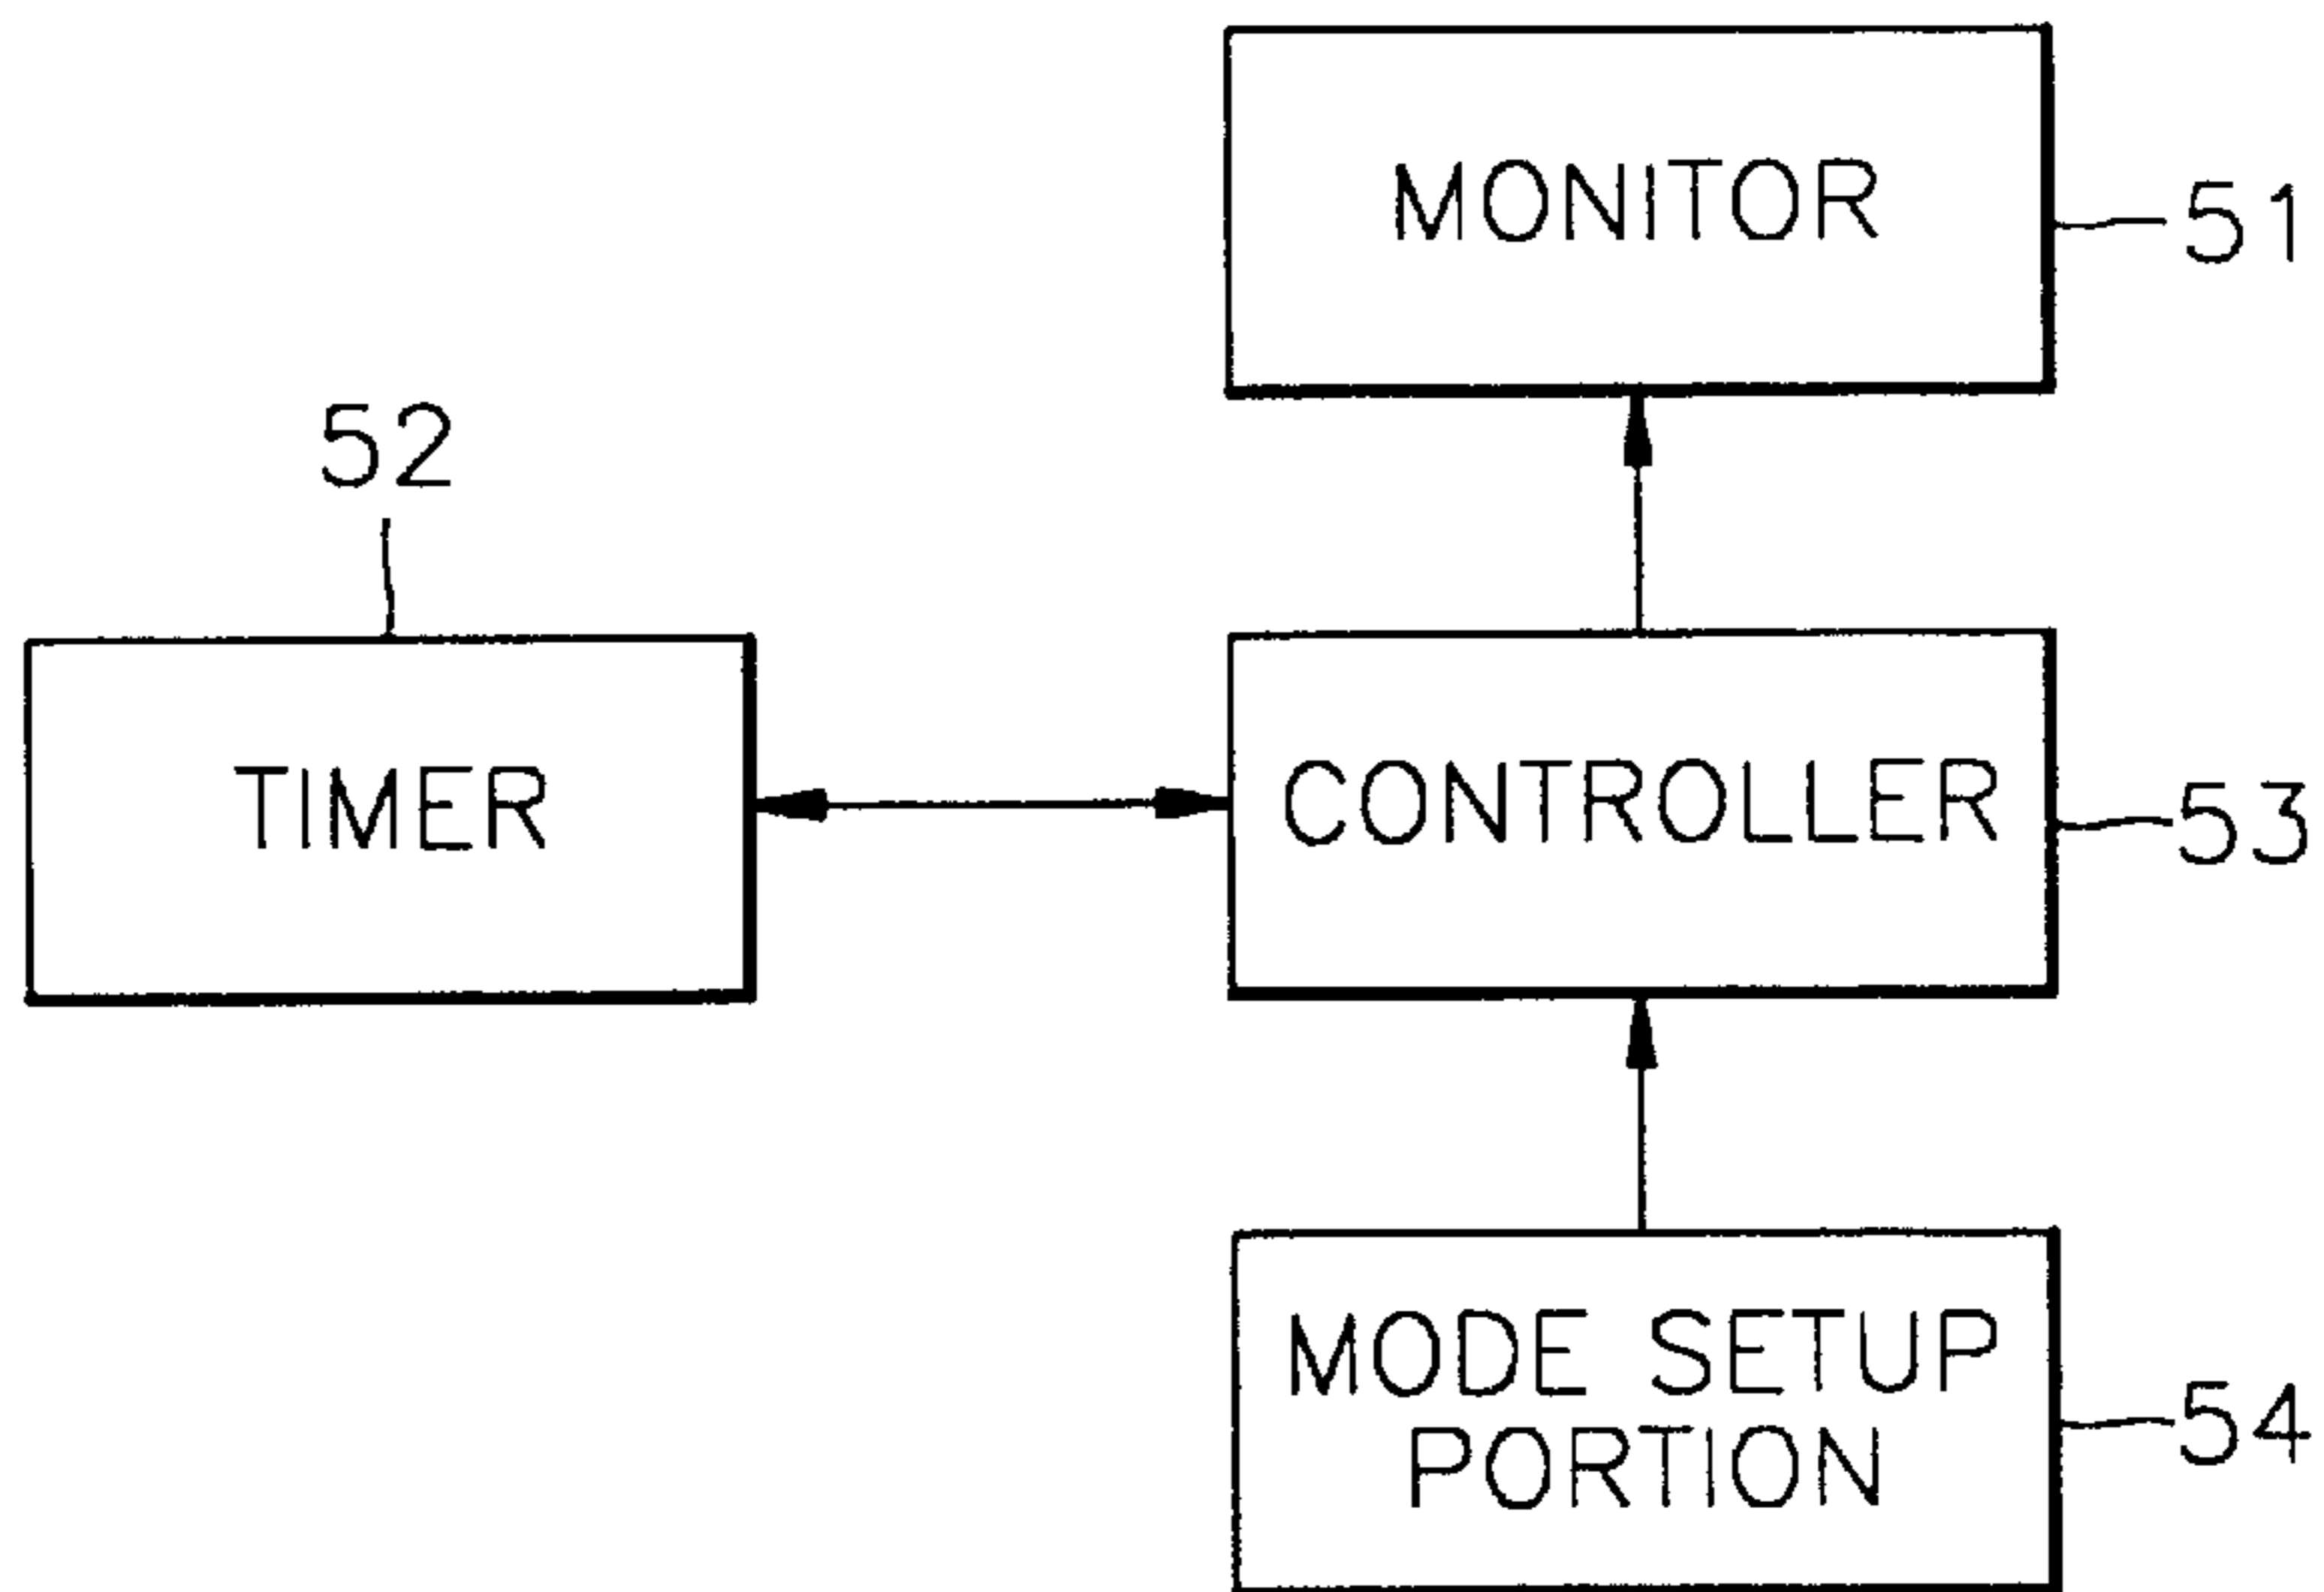 MONITOR
51
52
TIMER
CONTROLLER
53
MODE SETUP
PORTION
54